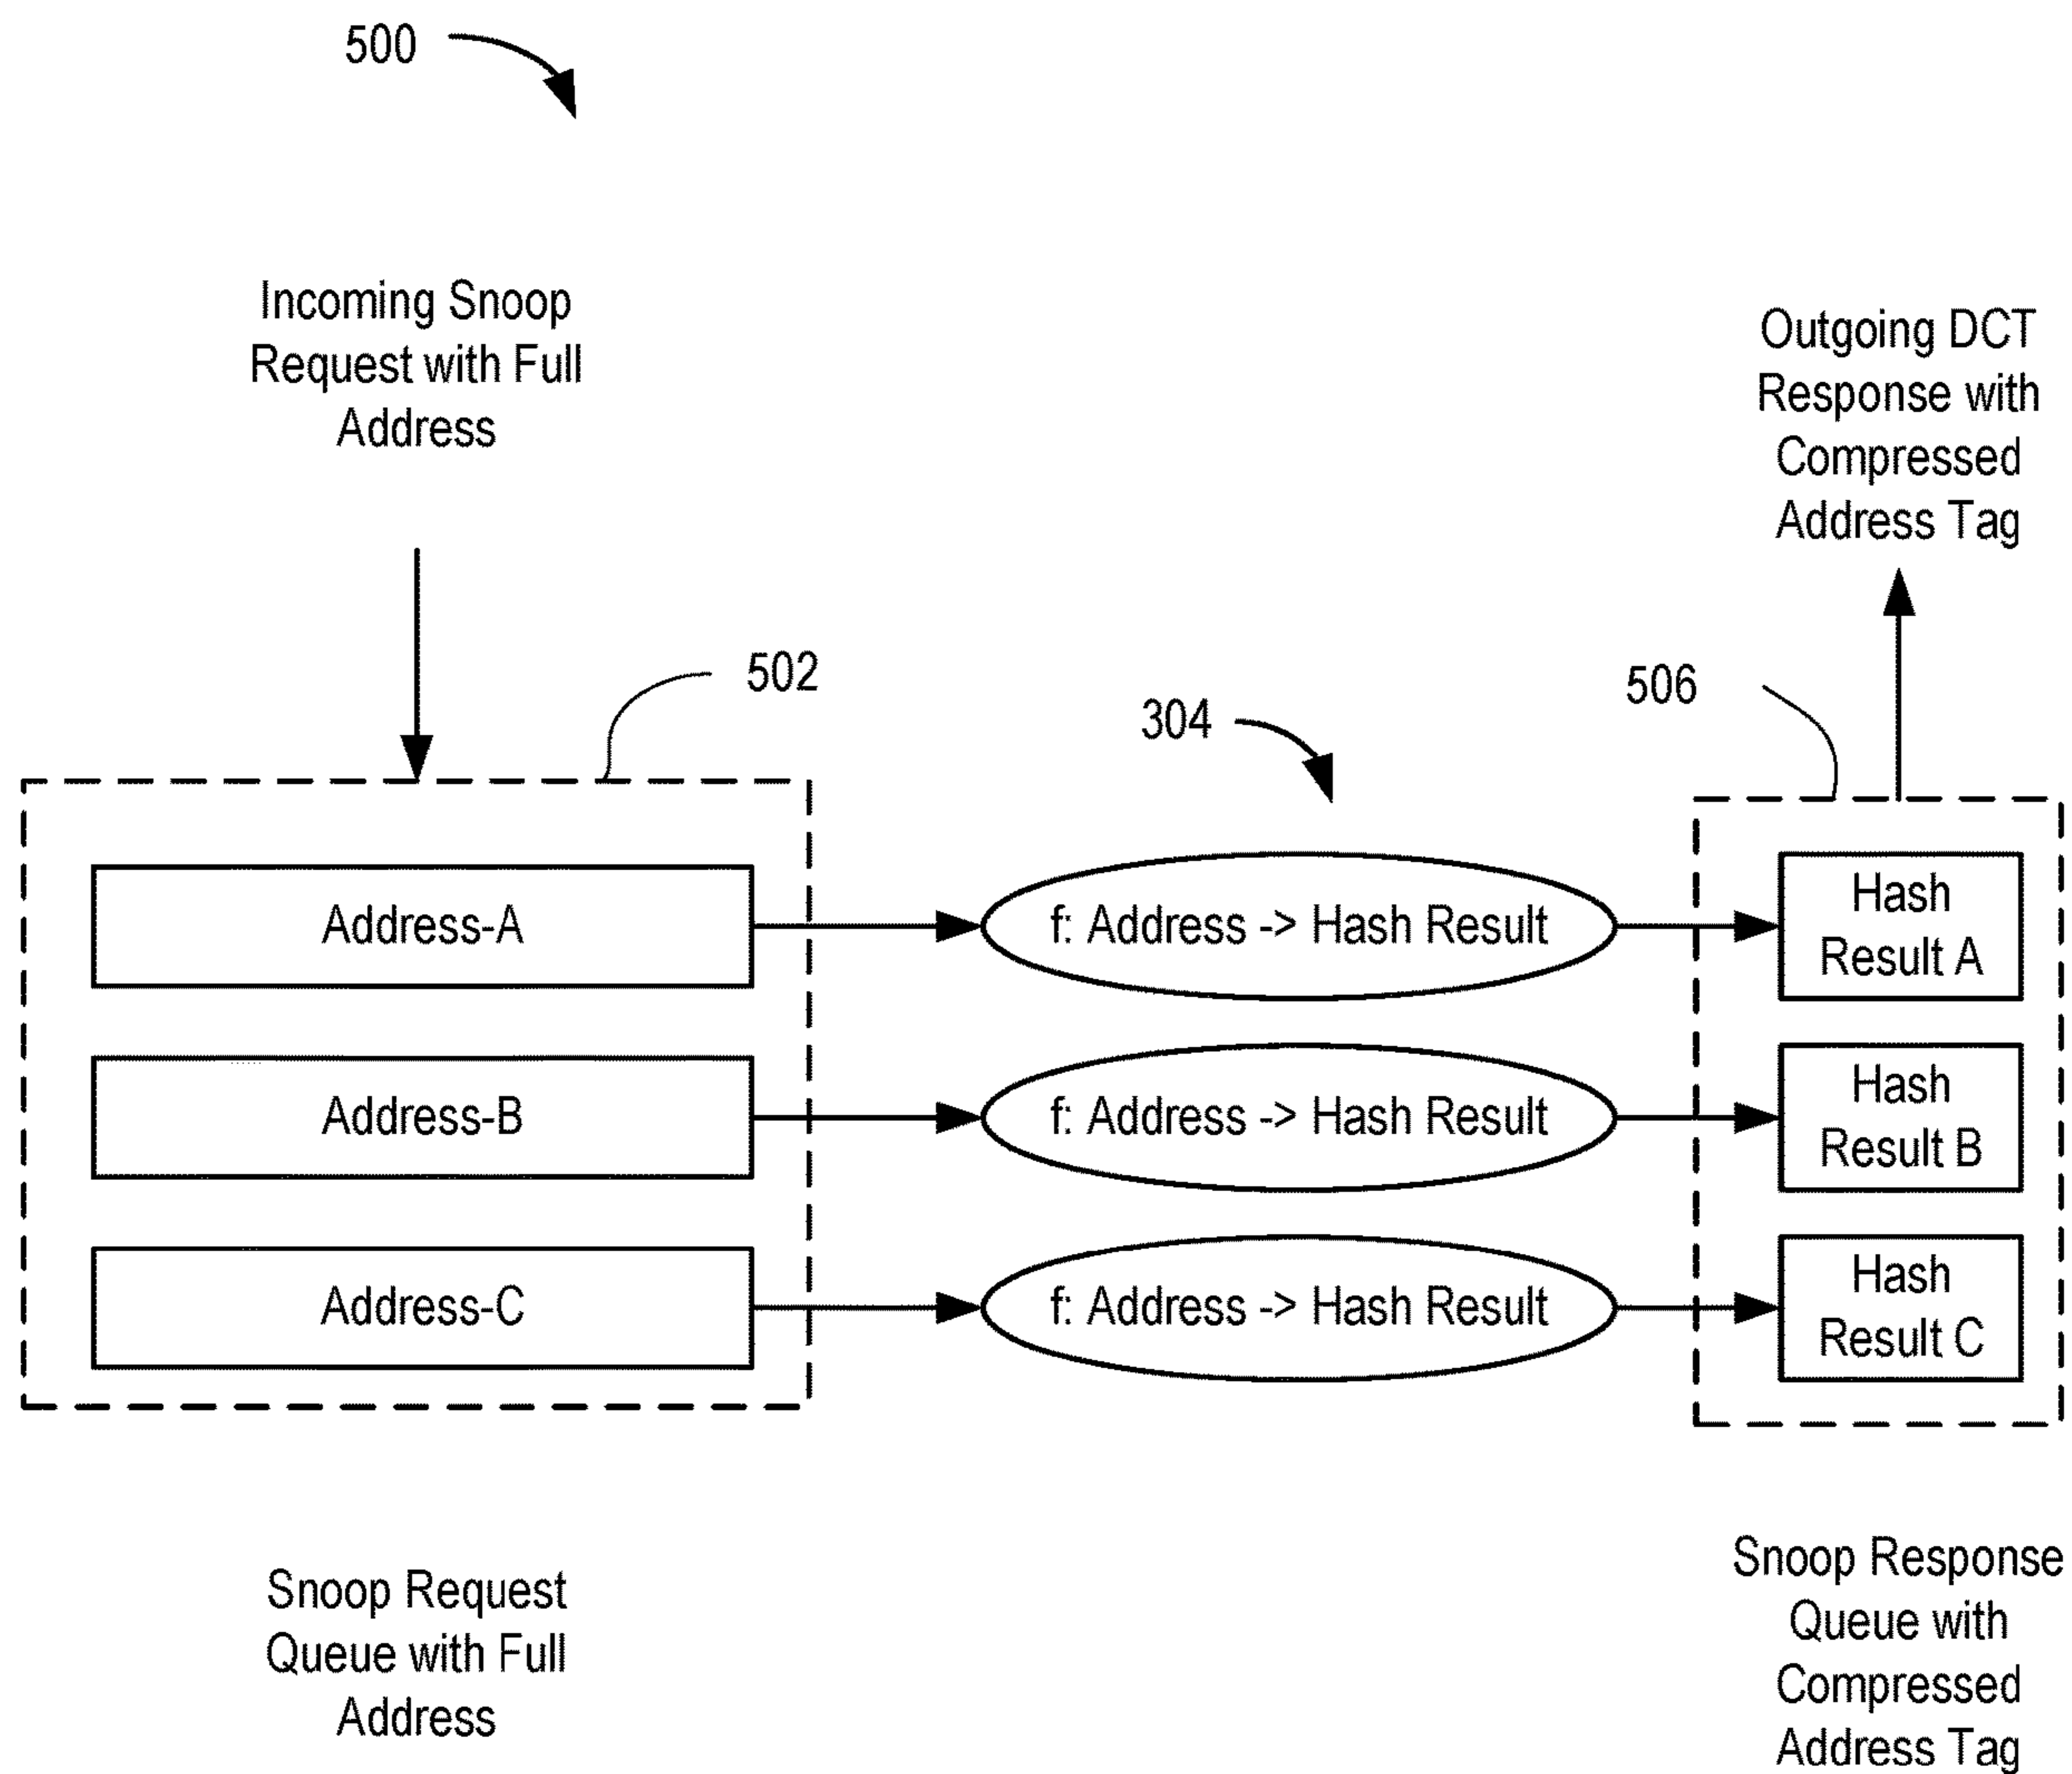 500
Incoming Snoop
Request with Full
Address
Outgoing DCT
Response with
Compressed
Address Tag
502
304
506
Address-A
f: Address -> Hash Result
Hash
Result A
Address-B
f: Address -> Hash Result
Hash
Result B
Address-C
f: Address -> Hash Result
Hash
Result C
Snoop Request
Queue with Full
Address
Snoop Response
Queue with
Compressed
Address Tag